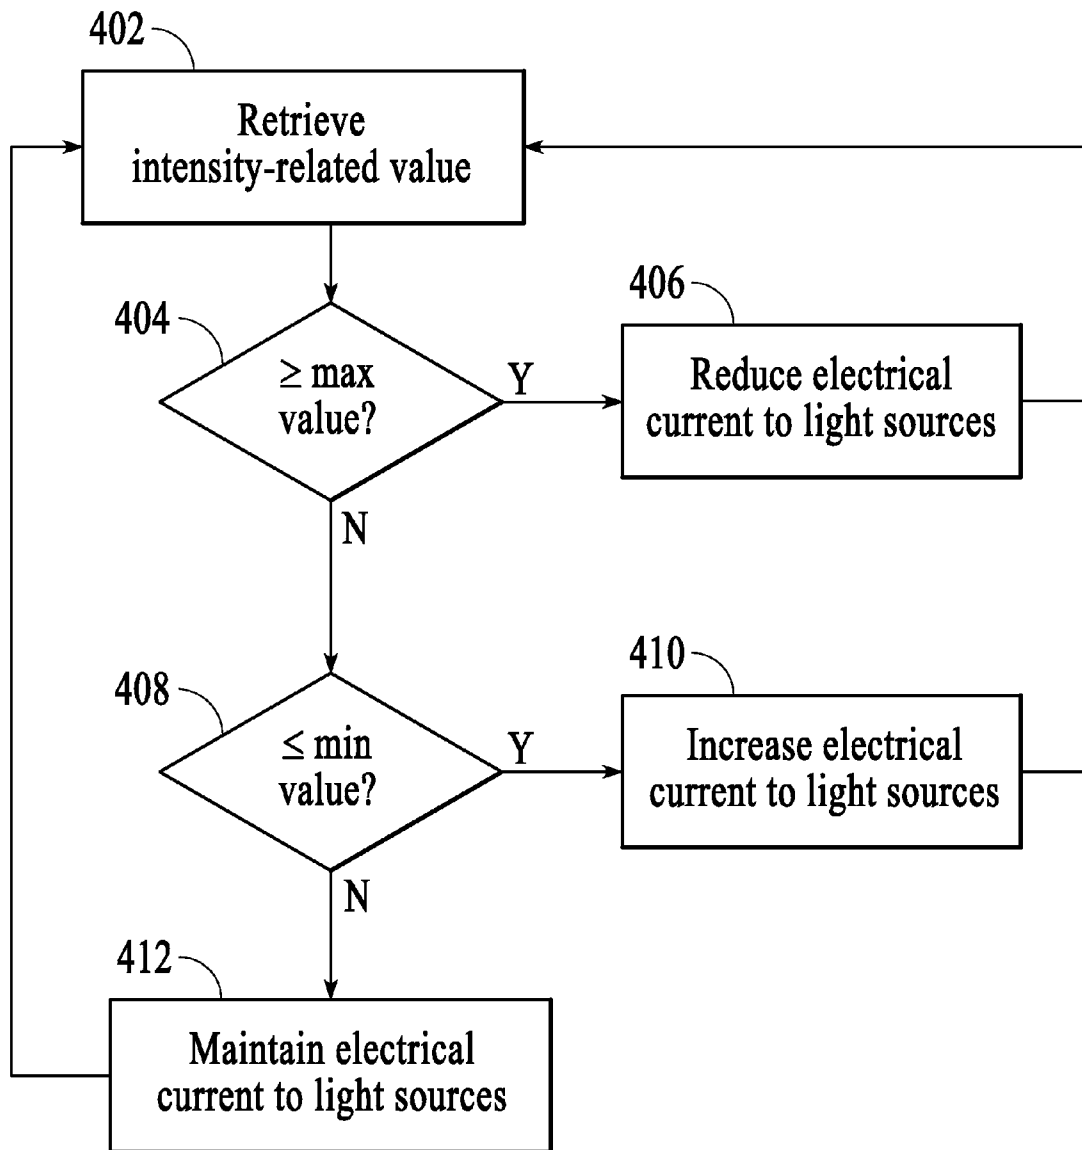 402
Retrieve
intensity-related value
404
≥ max
value?
Y
406
Reduce electrical
current to light sources
N
408
≤ min
value?
Y
410
Increase electrical
current to light sources
N
412
Maintain electrical
current to light sources